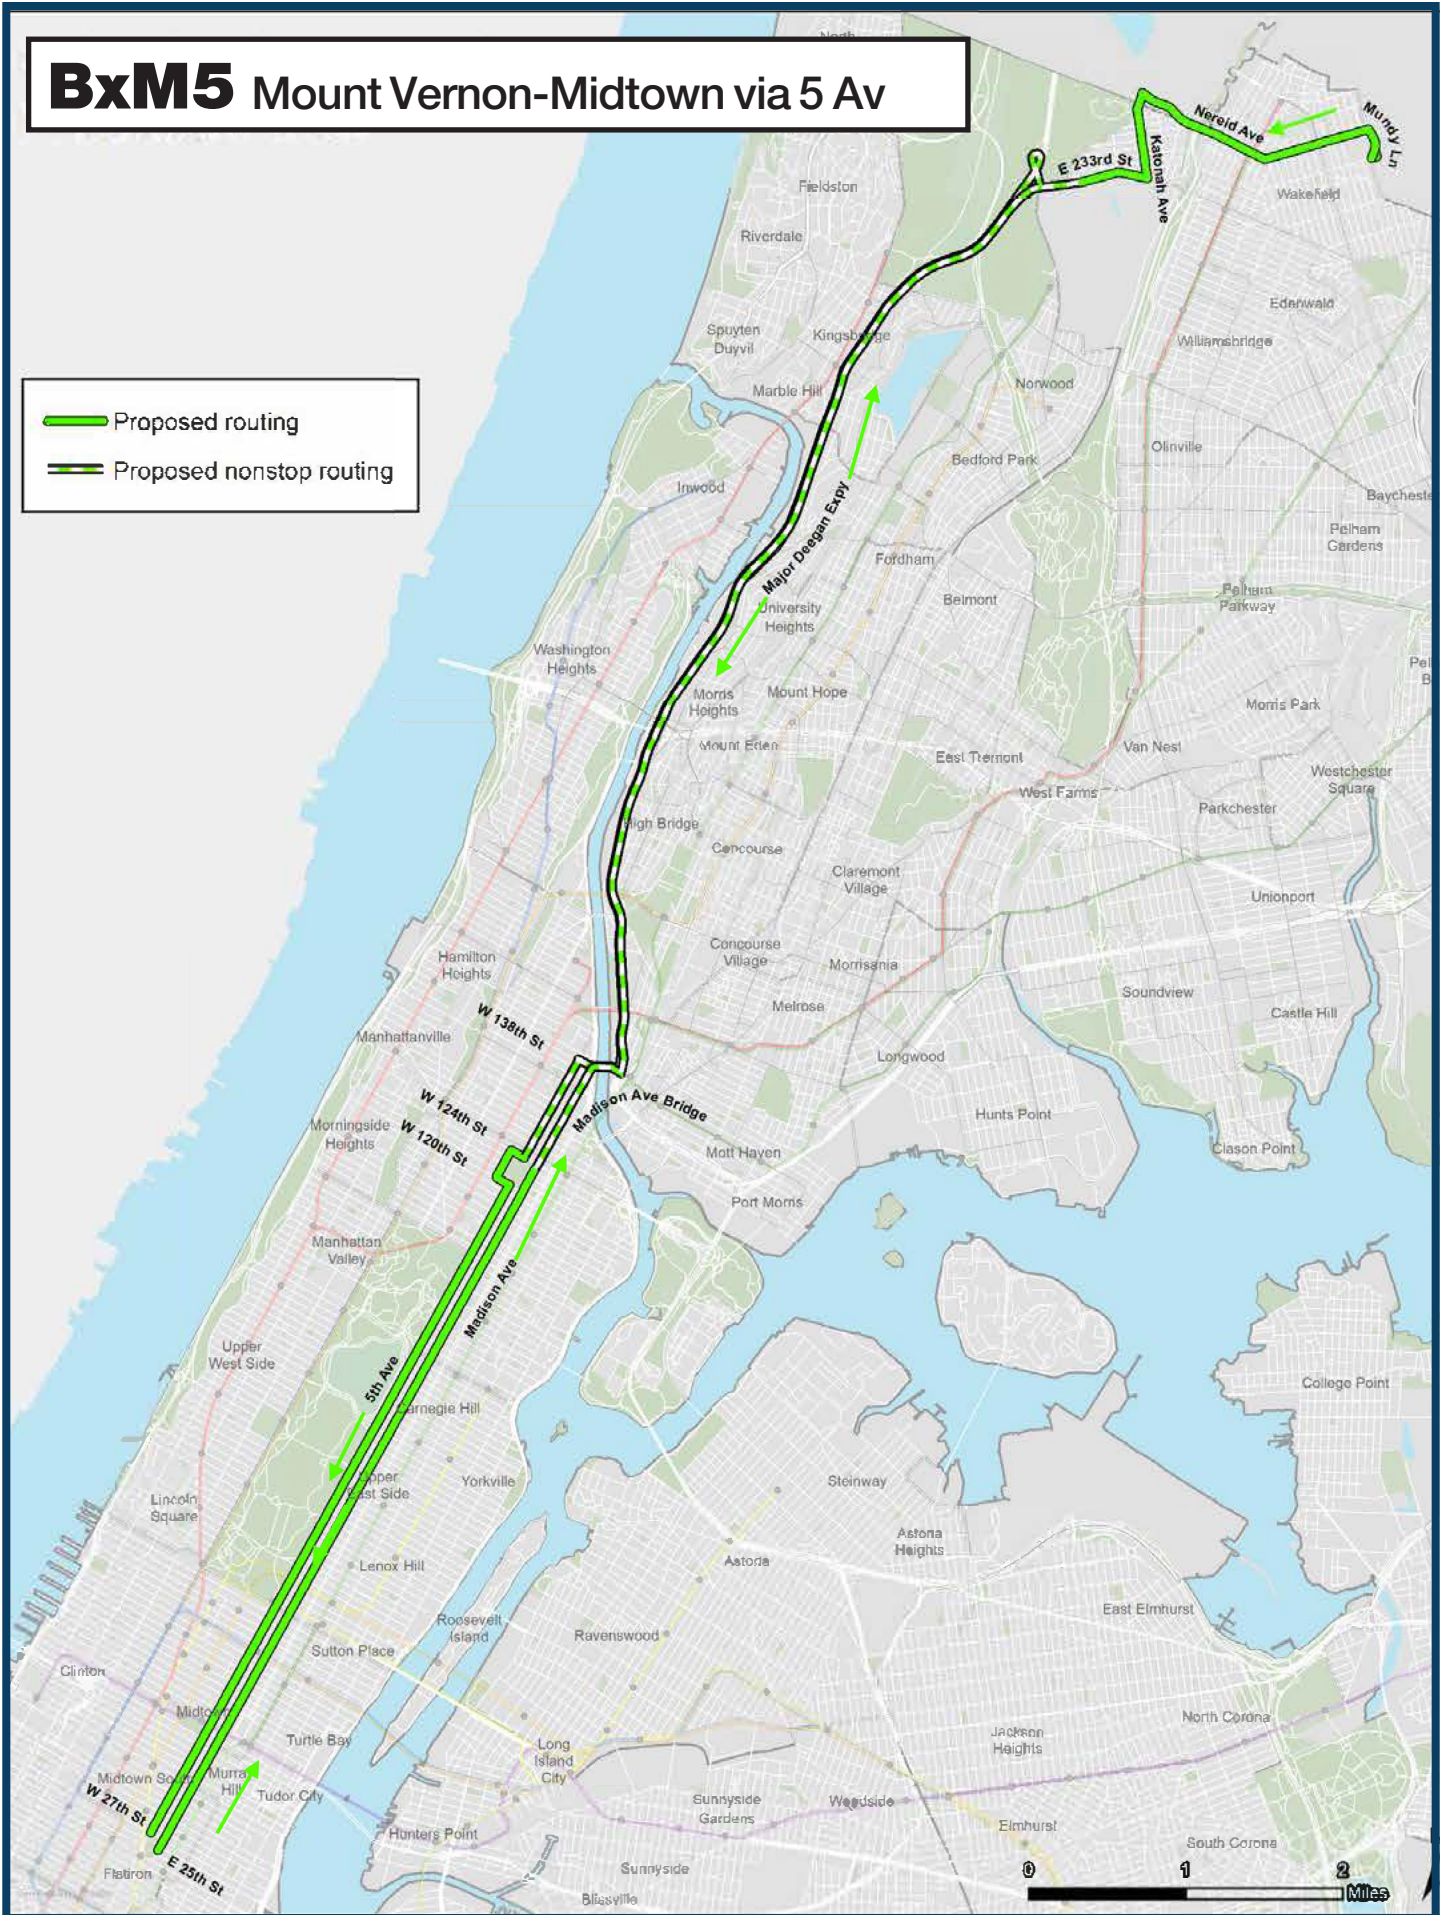 North
BxM5 Mount Vernon-Midtown via 5 Av
Mundy Ln
Nereid Ave
Katonah Ave
E 233rd St
Fieldston
Wakefield
Riverdale
Edenwald
Spuyten
Duyvil
Kingsbridge
Williamsbridge
Marble Hill
Norwood
Proposed routing
Proposed nonstop routing
Olinville
Bedford Park
Inwood
Baycheste
Pelham
Gardens
Major Deegan Expy
Fordham
Belmont
Pelham
Parkway
University
Heights
Washington
Heights
Pel
B
Morris
Heights
Mount Hope
Morris Park
Mount Eden
East Tremont
Van Nest
Westchester
Square
West Farms
Parkchester
High Bridge
Concourse
Claremont
Village
Unionport
Concourse
Village
Hamilton
Heights
Morrisania
Melrose
Soundview
Castle Hill
W 138th St
Manhattanville
Longwood
W 124th St
Madison Ave Bridge
Hunts Point
Morningside
Heights
W 120th St
Mott Haven
Clason Point
Port Morris
Manhattan
Valley
Madison Ave
Upper
West Side
5th Ave
College Point
Carnegie Hill
Upper
East Side
Yorkville
Steinway
Lincoln
Square
Astoria
Heights
Lenox Hill
Astoria
Roosevelt
Island
East Elmhurst
Ravenswood
Sutton Place
Clinton
Midtown
North Corona
Turtle Bay
Jackson
Heights
Long
Island
City
Midtown South
Murray
Hill
Tudor City
W 27th St
Sunnyside
Gardens
Woodside
Elmhurst
Hunters Point
South Corona
Flatiron
E 25th St
Sunnyside
Blissville
0 1 2
Miles